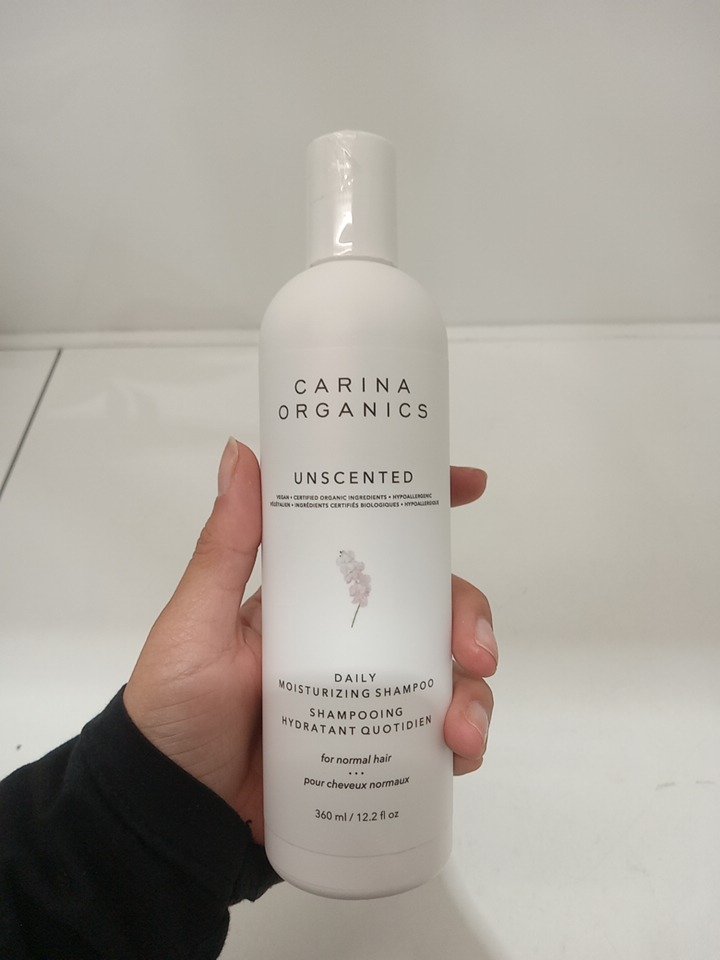 CARINA
ORGANICS
UNSCENTED
VEGAN • CERTIFIED ORGANIC INGREDIENTS • HYPOALLERGENIC
VÉGÉTALIEN • INGRÉDIENTS CERTIFIÉS BIOLOGIQUES • HYPOALLERGIQUE
DAILY
MOISTURIZING SHAMPOO
SHAMPOOING
HYDRATANT QUOTIDIEN
for normal hair
...
pour cheveux normaux
360 ml / 12.2 fl oz